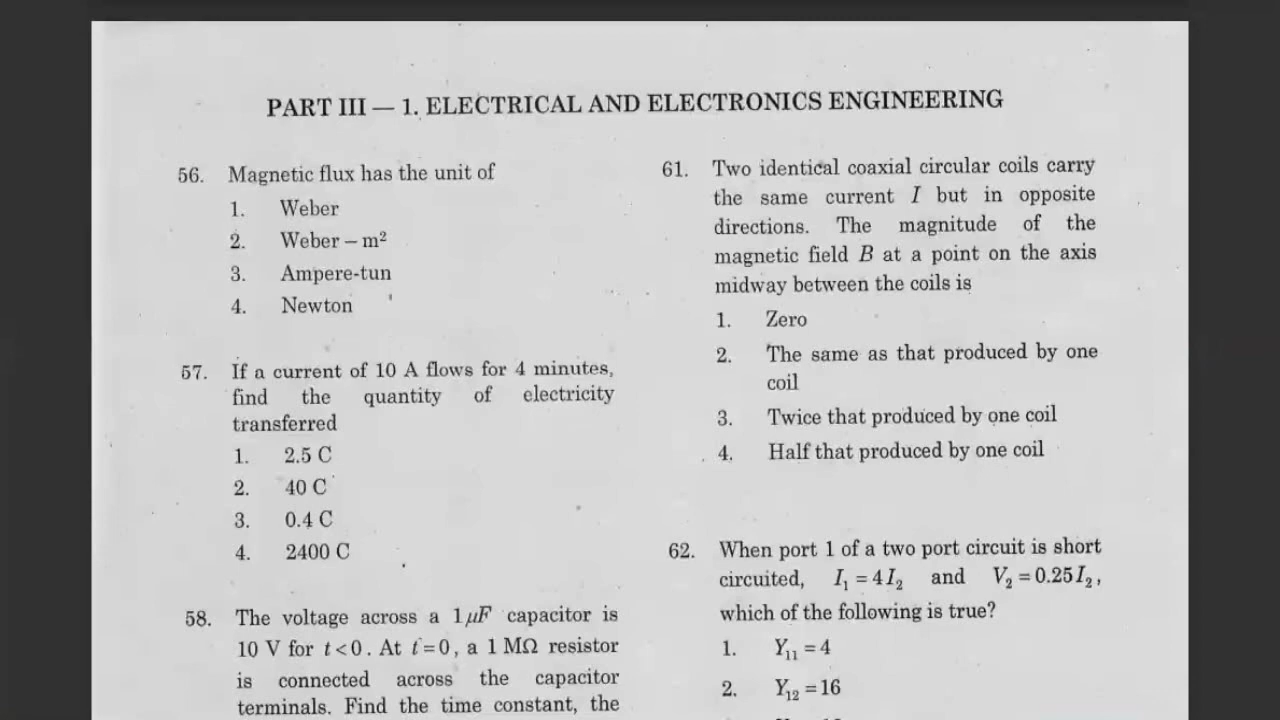 PART III — 1. ELECTRICAL AND ELECTRONICS ENGINEERING
56. Magnetic flux has the unit of
1. Weber
2. Weber – m²
3. Ampere-tun
4. Newton
57. If a current of 10 A flows for 4 minutes,
find the quantity of electricity
transferred
1. 2.5 C
2. 40 C
3. 0.4 C
4. 2400 C
58. The voltage across a 1 μF capacitor is
10 V for t < 0. At t = 0, a 1 MΩ resistor
is connected across the capacitor
terminals. Find the time constant, the
61. Two identical coaxial circular coils carry
the same current I but in opposite
directions. The magnitude of the
magnetic field B at a point on the axis
midway between the coils is
1. Zero
2. The same as that produced by one
coil
3. Twice that produced by one coil
4. Half that produced by one coil
62. When port 1 of a two port circuit is short
circuited, I₁ = 4I₂ and V₂ = 0.25I₂,
which of the following is true?
1. Y₁₁ = 4
2. Y₁₂ = 16